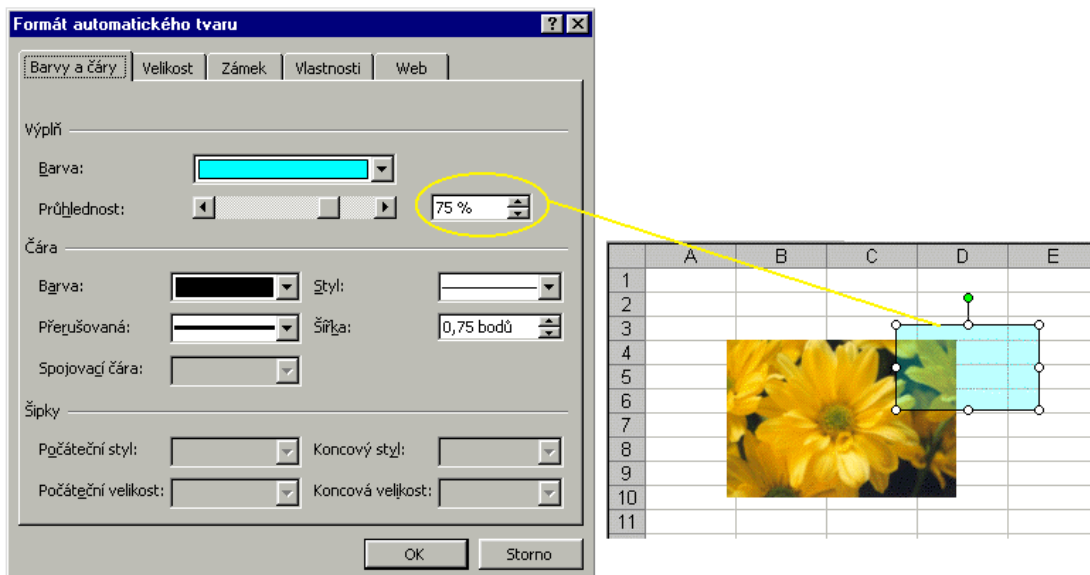 Formát automatického tvaru
Barvy a čáry Velikost Zámek Vlastnosti Web
Výplň
Barva:
Průhlednost: 75 %
Čára
Barva: Styl:
Přerušovaná: Šířka: 0,75 bodů
Spojovací čára:
Šipky
Počáteční styl: Koncový styl:
Počáteční velikost: Koncová velikost:
OK Storno
A B C D E
1
2
3
4
5
6
7
8
9
10
11